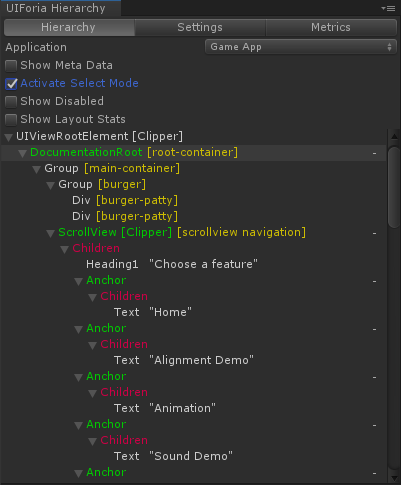 UIForia Hierarchy
Hierarchy Settings Metrics
Application Game App
Show Meta Data
Activate Select Mode
Show Disabled
Show Layout Stats
UIViewRootElement [Clipper]
DocumentationRoot [root-container] -
Group [main-container]
Group [burger]
Div [burger-patty]
Div [burger-patty]
ScrollView [Clipper] [scrollview navigation] -
Children
Heading1 "Choose a feature"
Anchor -
Children
Text "Home"
Anchor -
Children
Text "Alignment Demo"
Anchor -
Children
Text "Animation"
Anchor -
Children
Text "Sound Demo"
Anchor -